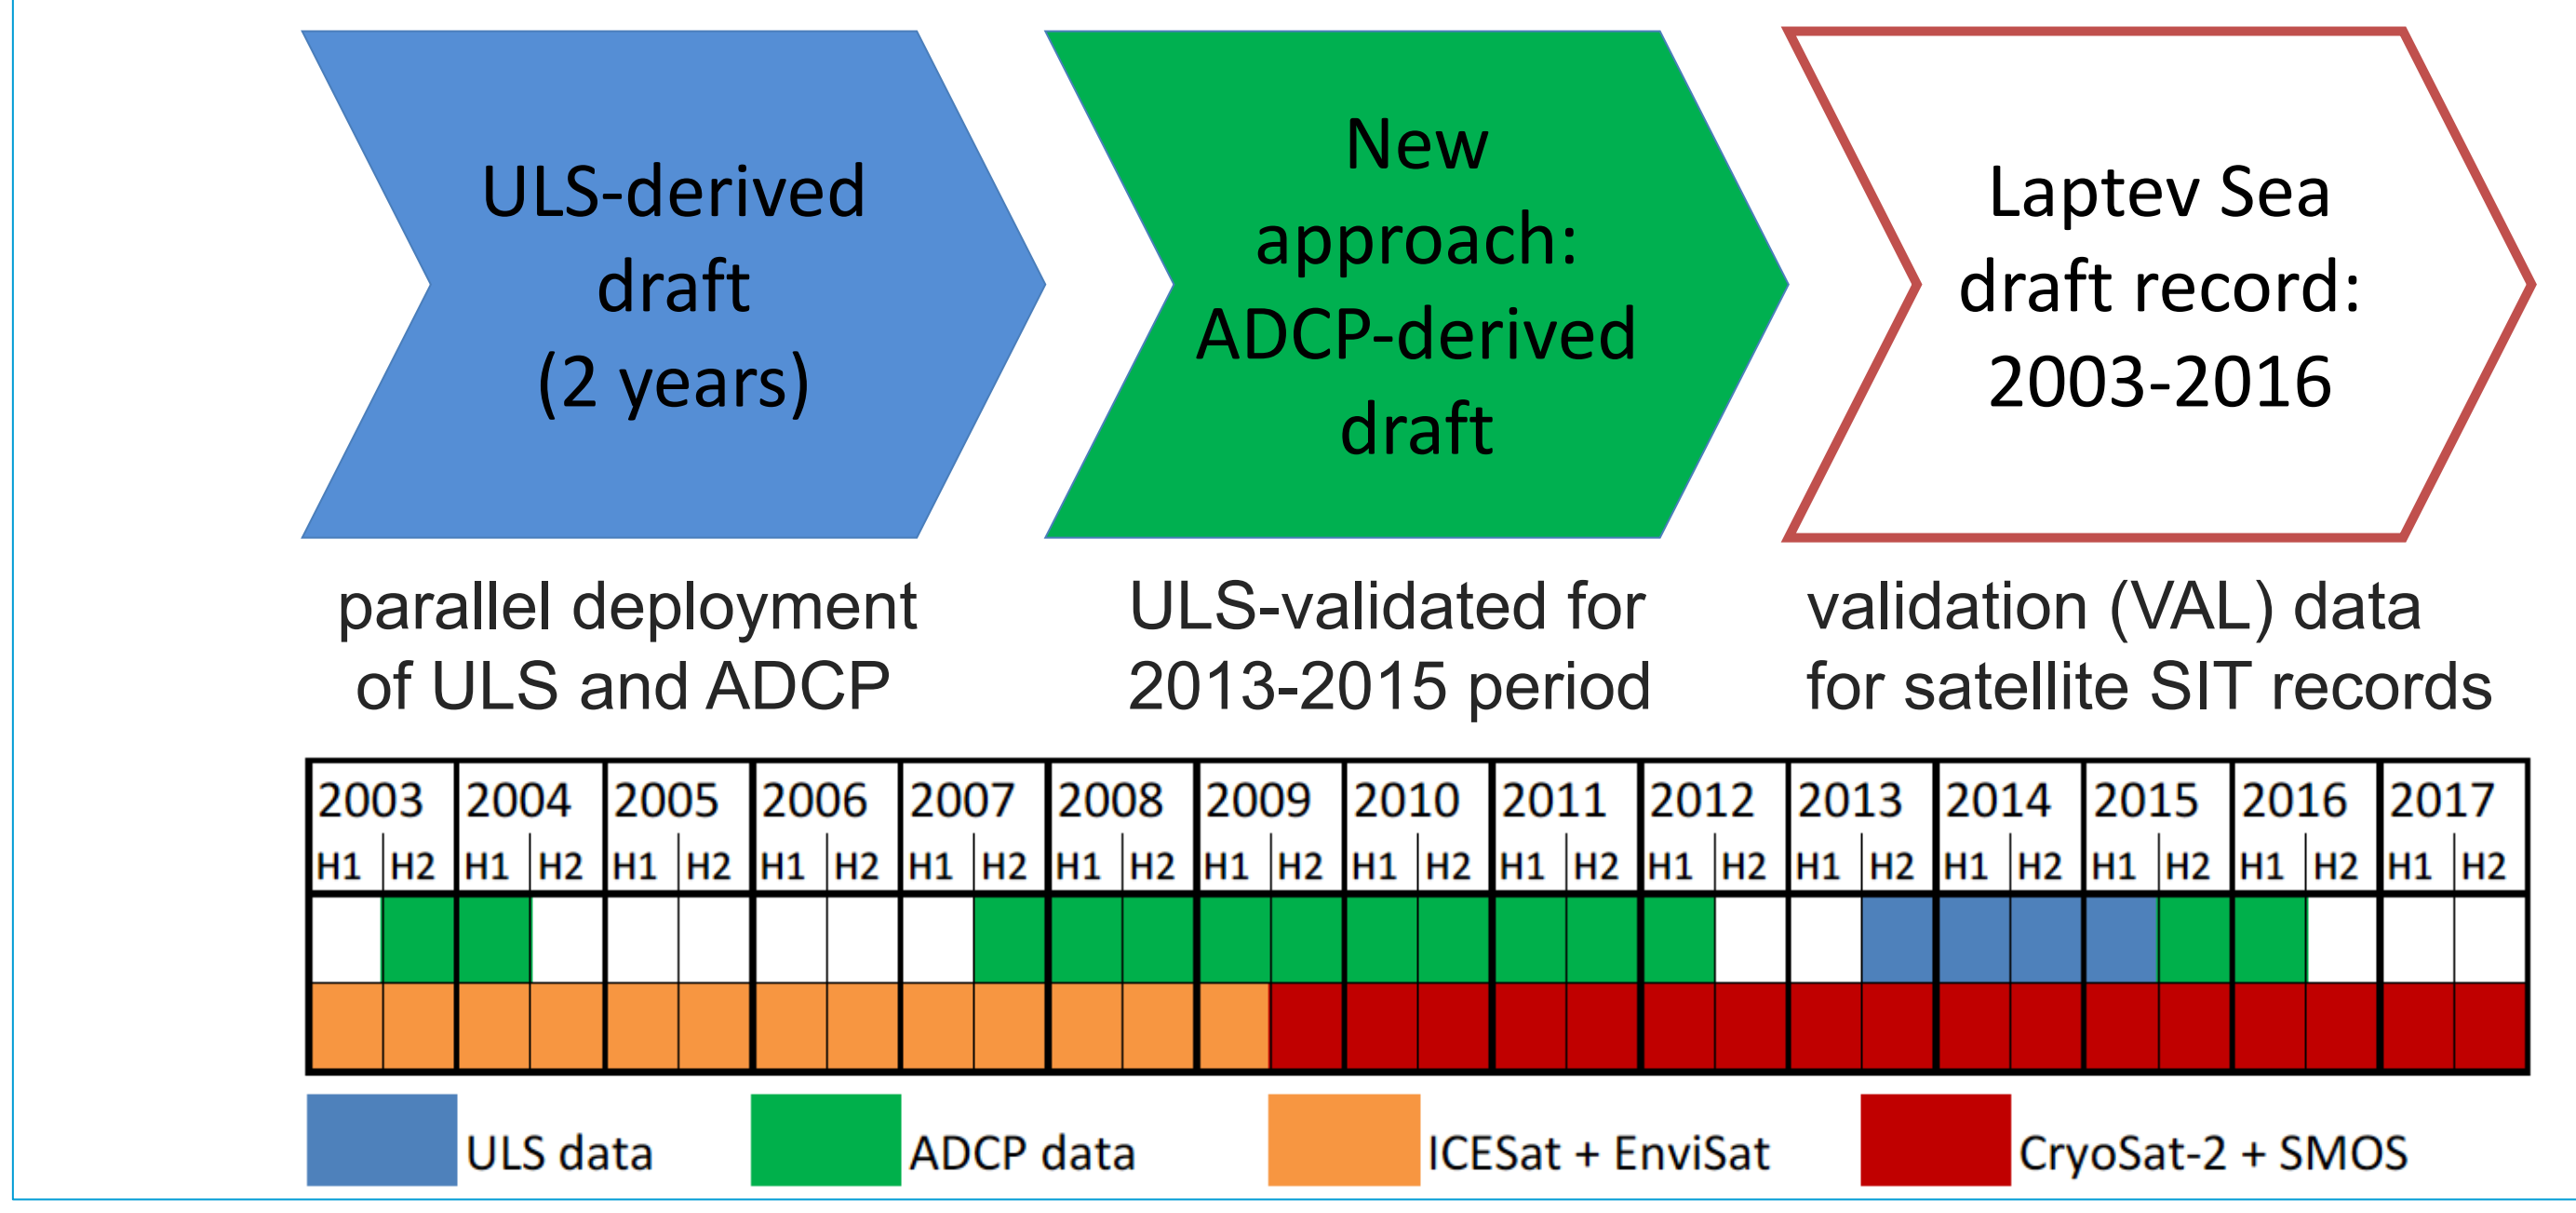 ULS-derived
draft
(2 years)
New
approach:
ADCP-derived
draft
Laptev Sea
draft record:
2003-2016
parallel deployment
of ULS and ADCP
ULS-validated for
2013-2015 period
validation (VAL) data
for satellite SIT records
2003 2004 2005 2006 2007 2008 2009 2010 2011 2012 2013 2014 2015 2016 2017
H1 H2 H1 H2 H1 H2 H1 H2 H1 H2 H1 H2 H1 H2 H1 H2 H1 H2 H1 H2 H1 H2 H1 H2 H1 H2 H1 H2 H1 H2
ULS data ADCP data ICESat + EnviSat CryoSat-2 + SMOS